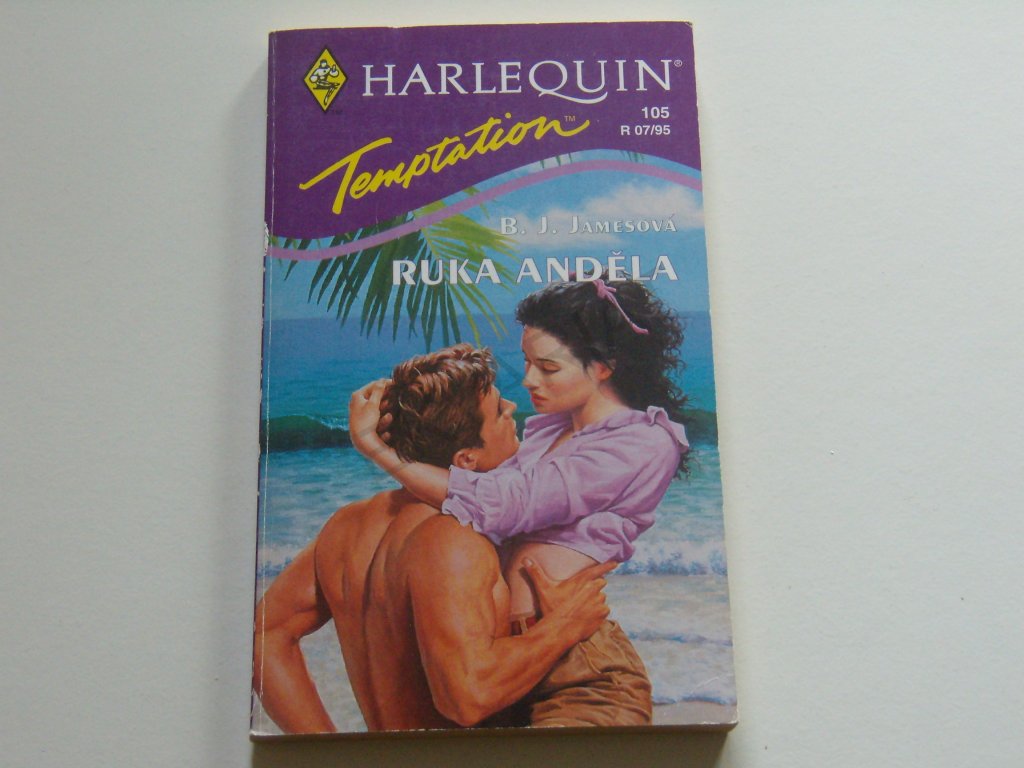 HARLEQUIN®
105
R 07/95
Temptation™
B. J. JAMESOVÁ
RUKA ANDĚLA